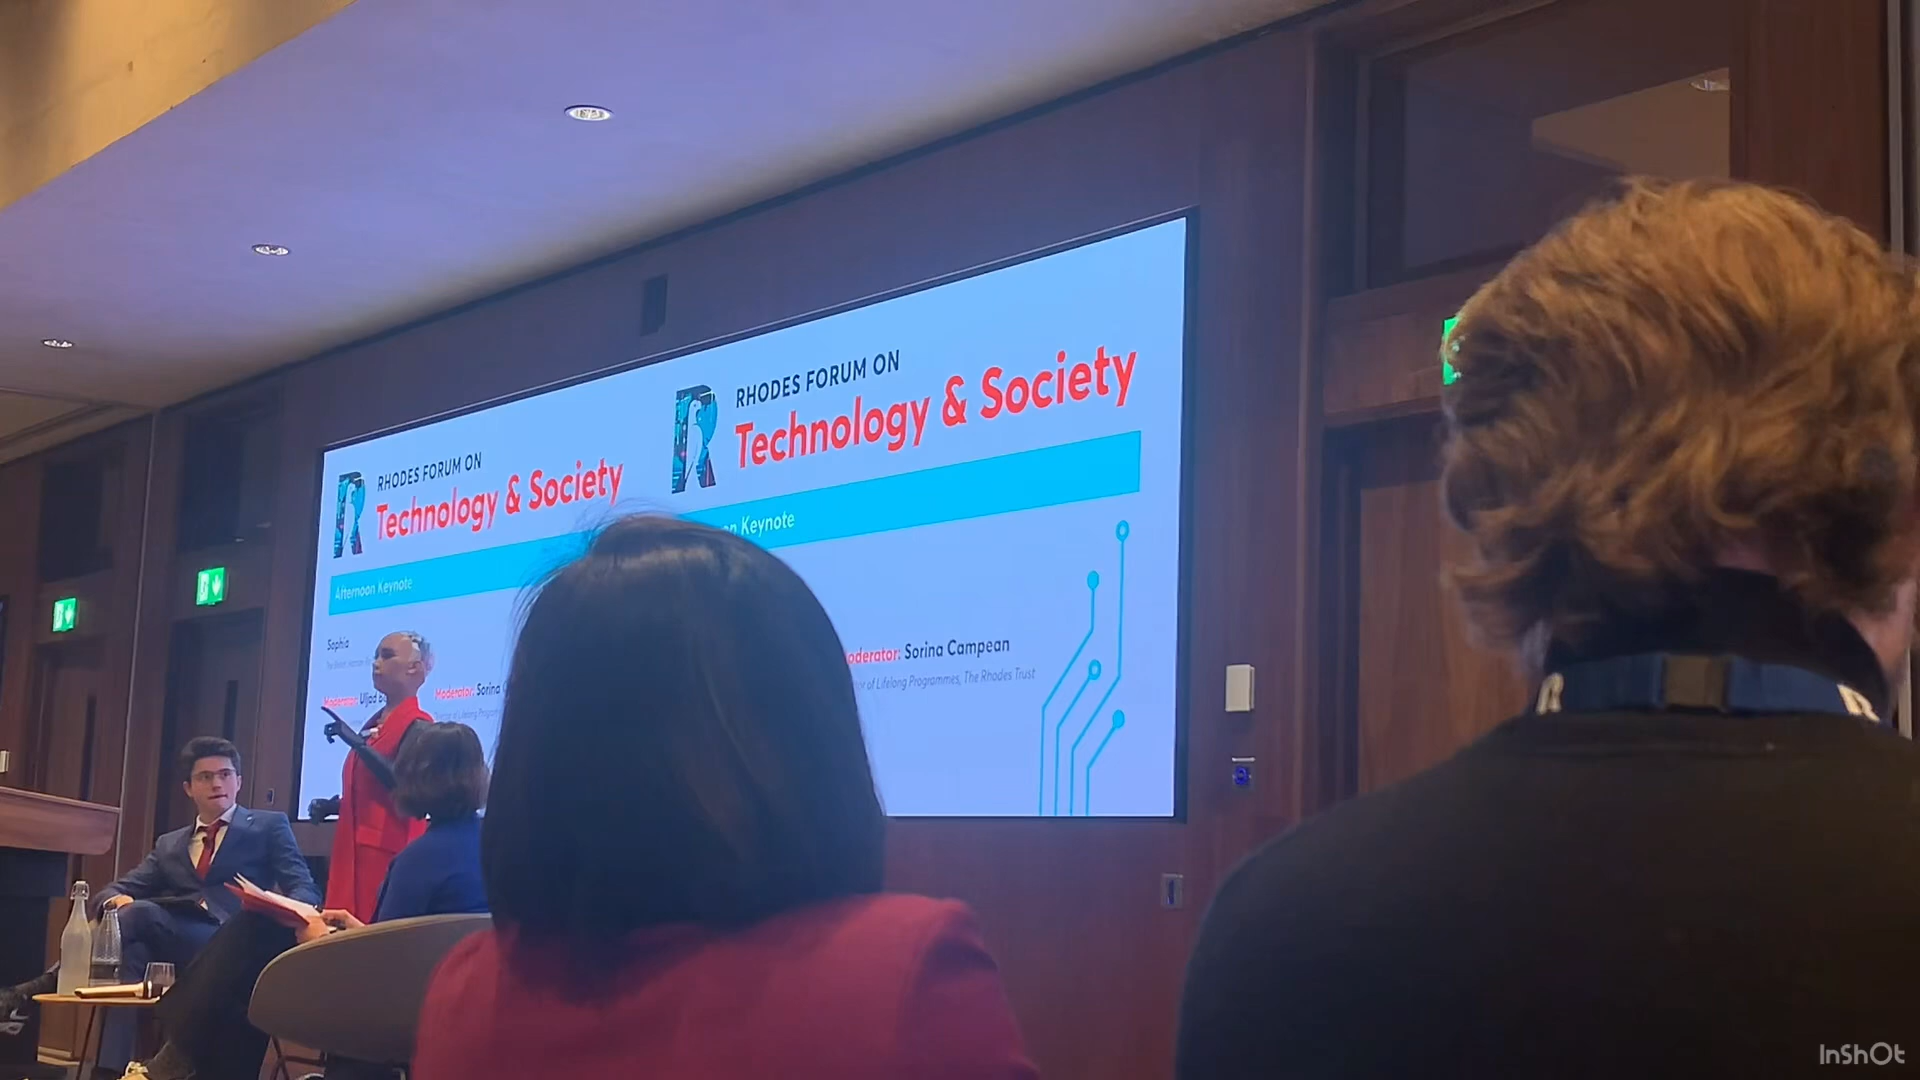 RHODES FORUM ON
Technology & Society
Afternoon Keynote
Sophia
Moderator:
Moderator: Sorina
RHODES FORUM ON
Technology & Society
Keynote
Sorina Campean
of Lifelong Programmes, The Rhodes Trust
InShOt